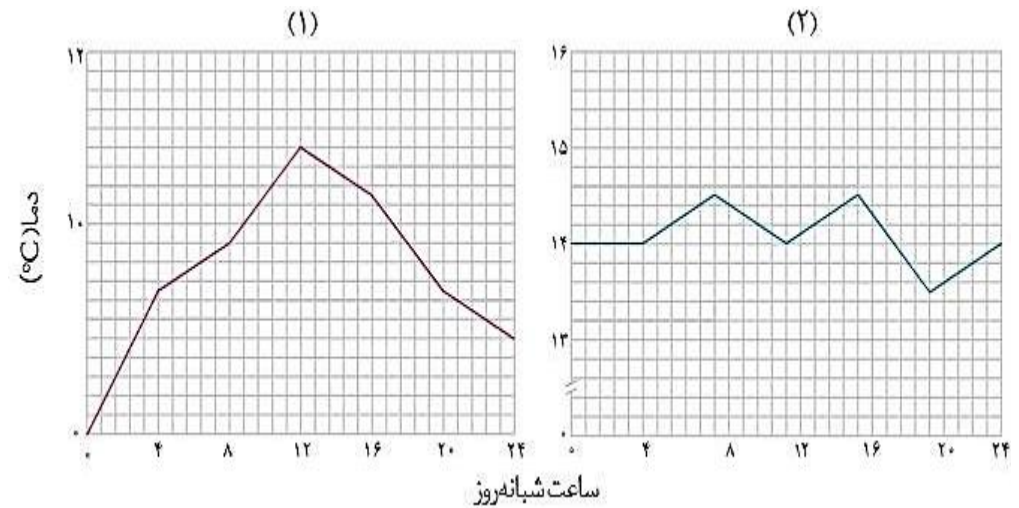 (۱)
(۲)
دما (°C)
۱۲
۱۰
۰
۰ ۴ ۸ ۱۲ ۱۶ ۲۰ ۲۴
۱۶
۱۵
۱۴
۱۳
۰
۰ ۴ ۸ ۱۲ ۱۶ ۲۰ ۲۴
ساعت شبانه‌روز